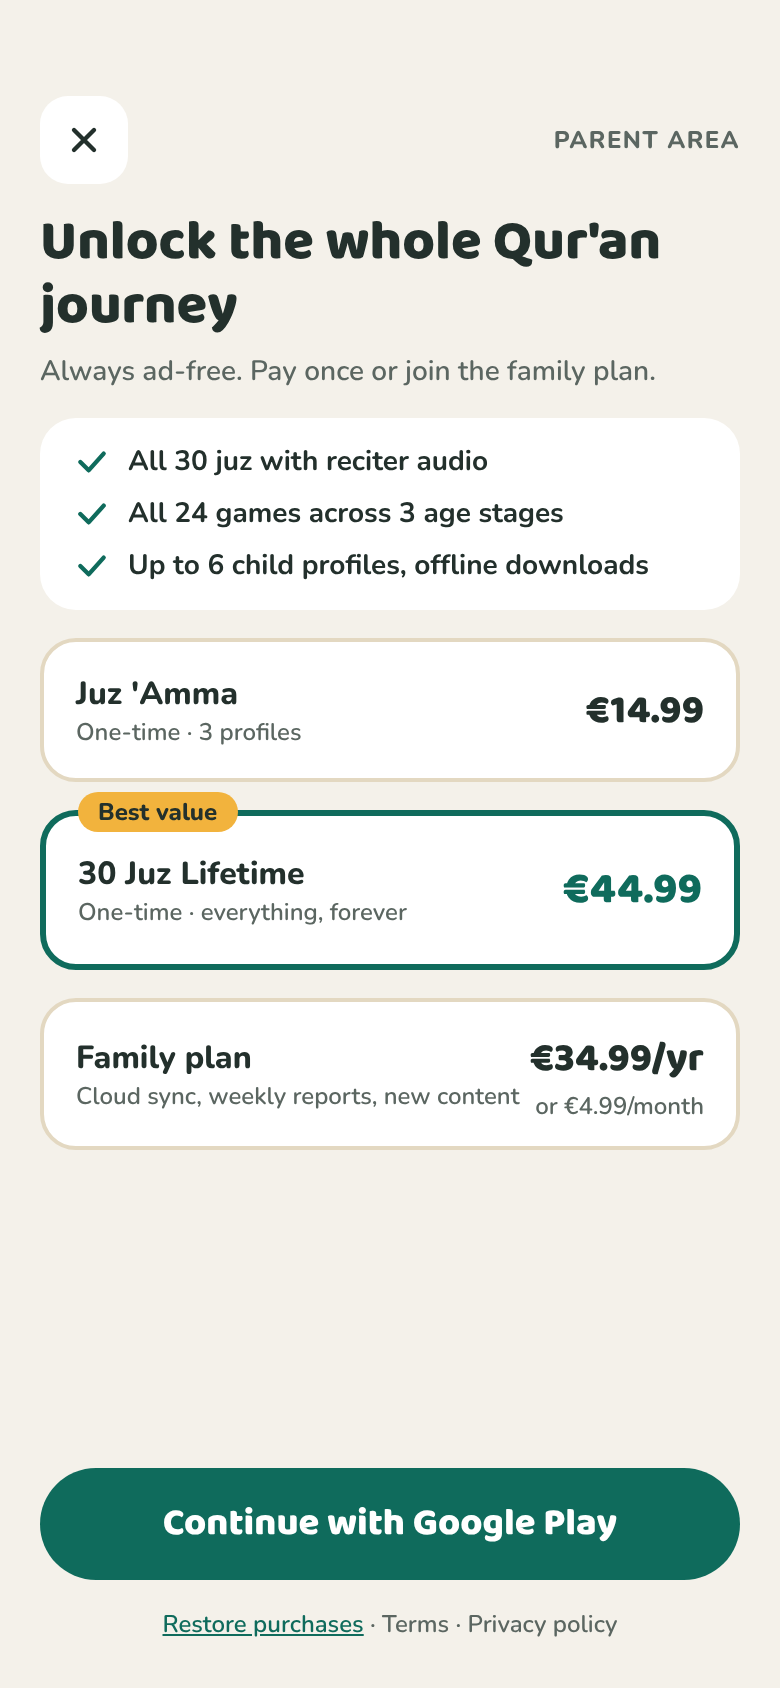 PARENT AREA
Unlock the whole Qur'an
journey
Always ad-free. Pay once or join the family plan.
All 30 juz with reciter audio
All 24 games across 3 age stages
Up to 6 child profiles, offline downloads
Juz 'Amma
One-time · 3 profiles
€14.99
Best value
30 Juz Lifetime
One-time · everything, forever
€44.99
Family plan
Cloud sync, weekly reports, new content
€34.99/yr
or €4.99/month
Continue with Google Play
Restore purchases · Terms · Privacy policy